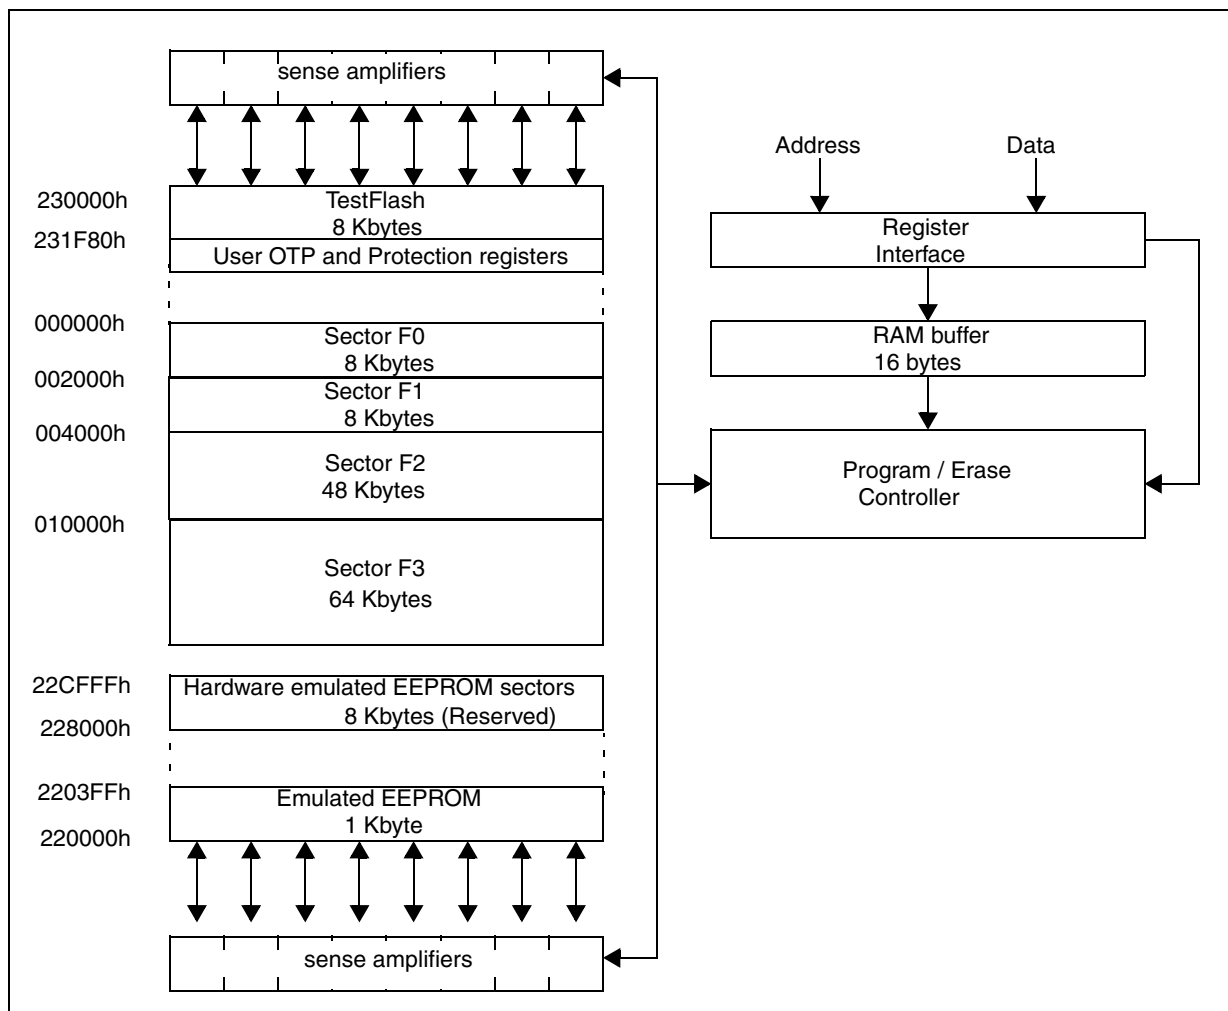 sense amplifiers
230000h
TestFlash
8 Kbytes
231F80h
User OTP and Protection registers
000000h
Sector F0
8 Kbytes
002000h
Sector F1
8 Kbytes
004000h
Sector F2
48 Kbytes
010000h
Sector F3
64 Kbytes
22CFFFh
Hardware emulated EEPROM sectors
8 Kbytes (Reserved)
228000h
2203FFh
Emulated EEPROM
1 Kbyte
220000h
sense amplifiers
Address
Data
Register
Interface
RAM buffer
16 bytes
Program / Erase
Controller